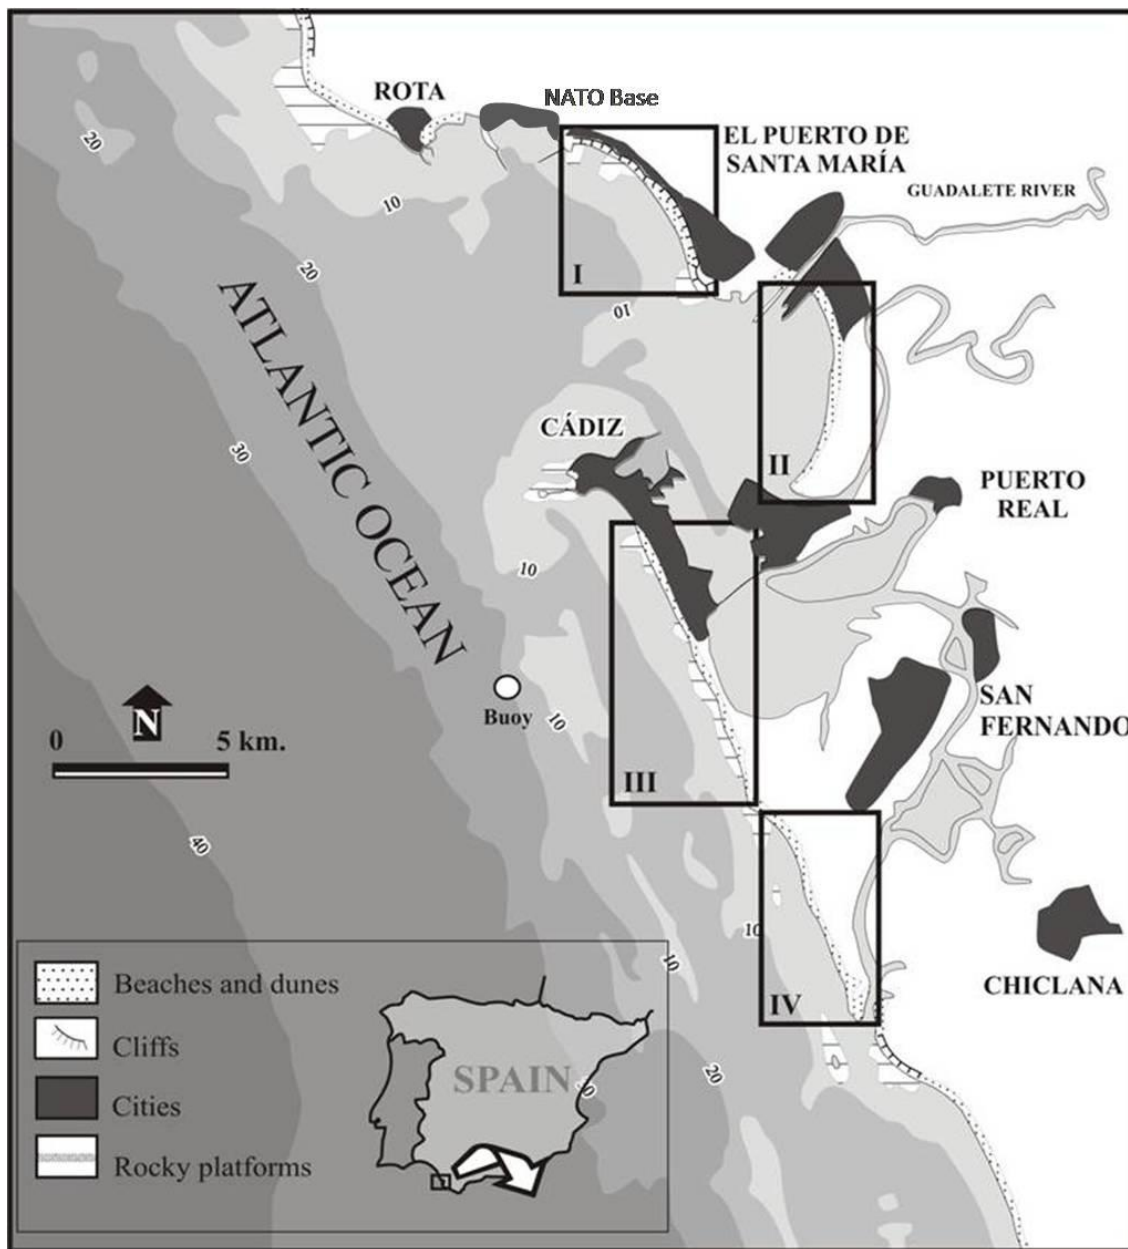 ROTA
NATO Base
EL PUERTO DE
SANTA MARÍA
GUADALETE RIVER
20
10
I
20
10
ATLANTIC OCEAN
CÁDIZ
30
II
PUERTO
REAL
10
SAN
FERNANDO
Buoy
10
N
0 5 km.
III
40
10
10
IV
CHICLANA
20
Beaches and dunes
Cliffs
Cities
Rocky platforms
SPAIN